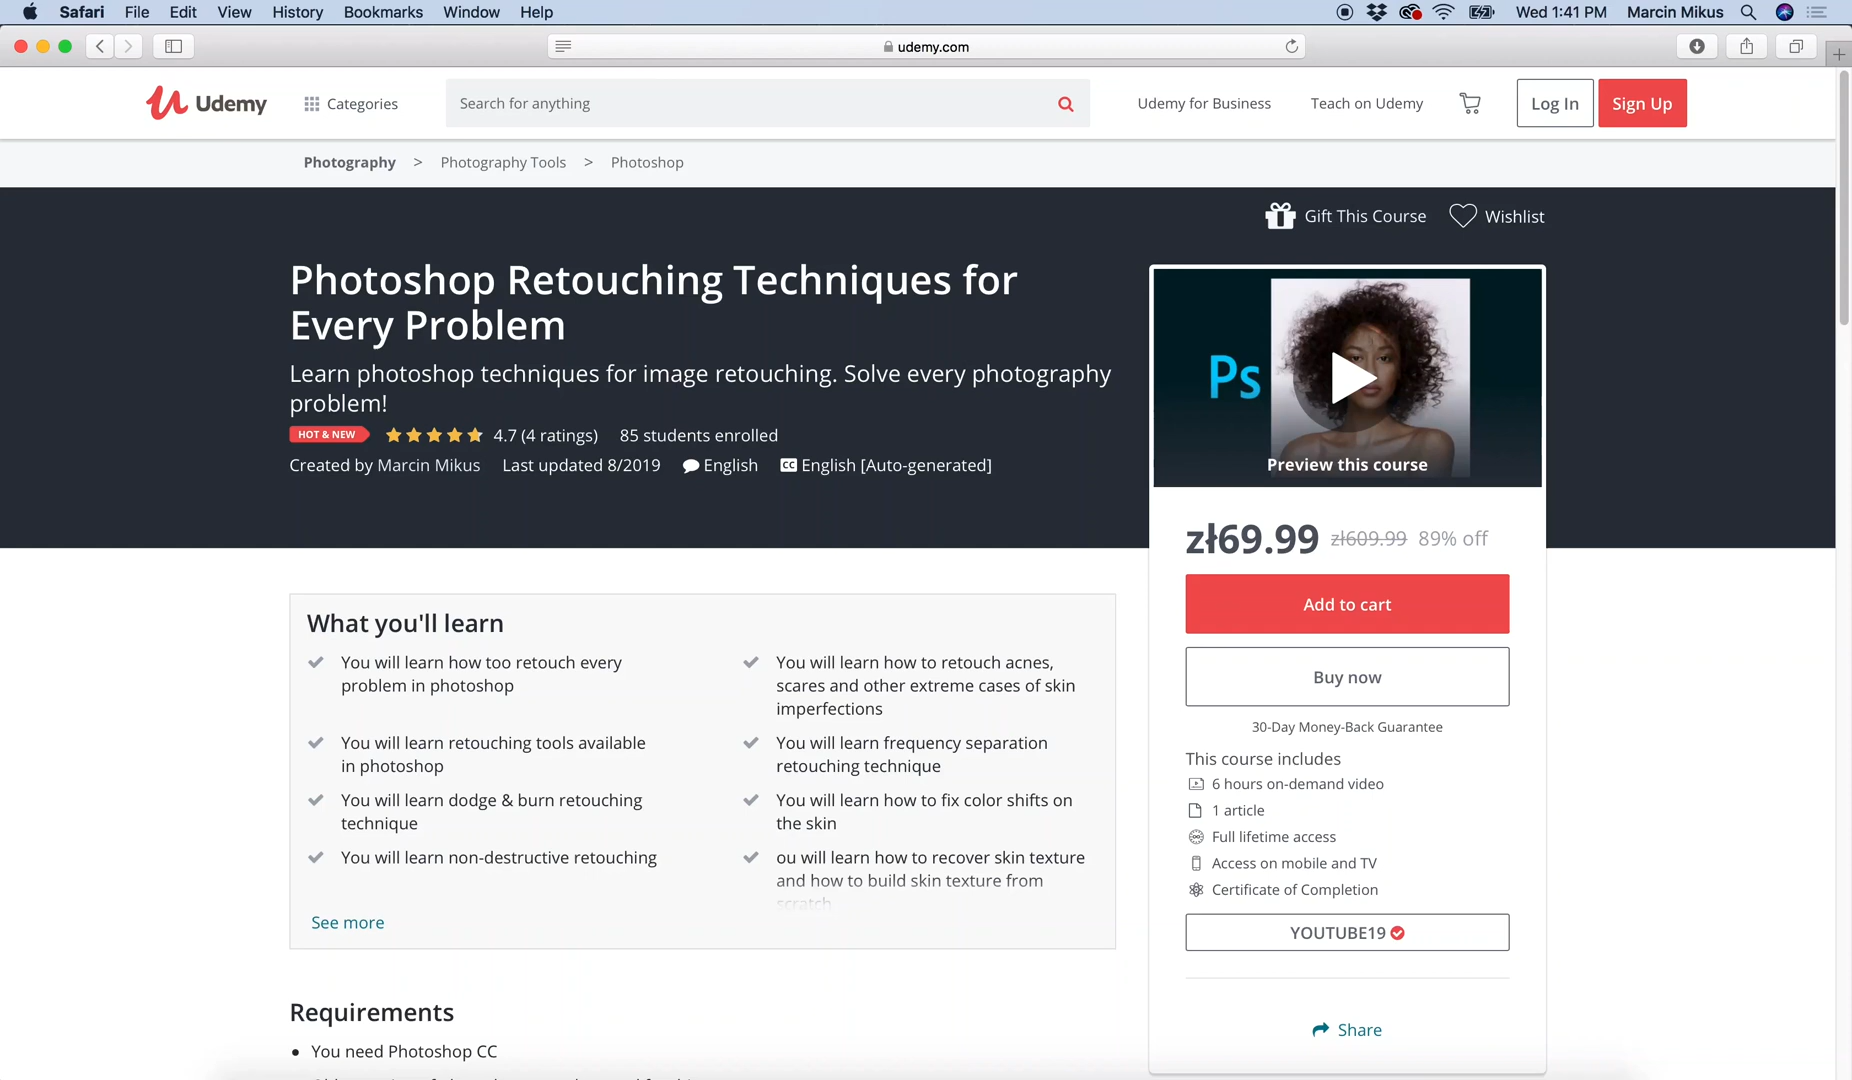 Safari File Edit View History Bookmarks Window Help Wed 1:41 PM Marcin Mikus
udemy.com
Udemy Categories Search for anything Udemy for Business Teach on Udemy Log In Sign Up
Photography > Photography Tools > Photoshop
Gift This Course Wishlist
Photoshop Retouching Techniques for
Every Problem
Learn photoshop techniques for image retouching. Solve every photography
problem!
HOT & NEW 4.7 (4 ratings) 85 students enrolled
Created by Marcin Mikus Last updated 8/2019 English CC English [Auto-generated]
Ps
Preview this course
zł69.99 zł609.99 89% off
Add to cart
Buy now
30-Day Money-Back Guarantee
This course includes
6 hours on-demand video
1 article
Full lifetime access
Access on mobile and TV
Certificate of Completion
YOUTUBE19
Share
What you'll learn
You will learn how too retouch every
problem in photoshop
You will learn how to retouch acnes,
scares and other extreme cases of skin
imperfections
You will learn retouching tools available
in photoshop
You will learn frequency separation
retouching technique
You will learn dodge & burn retouching
technique
You will learn how to fix color shifts on
the skin
You will learn non-destructive retouching
ou will learn how to recover skin texture
and how to build skin texture from
scratch
See more
Requirements
You need Photoshop CC